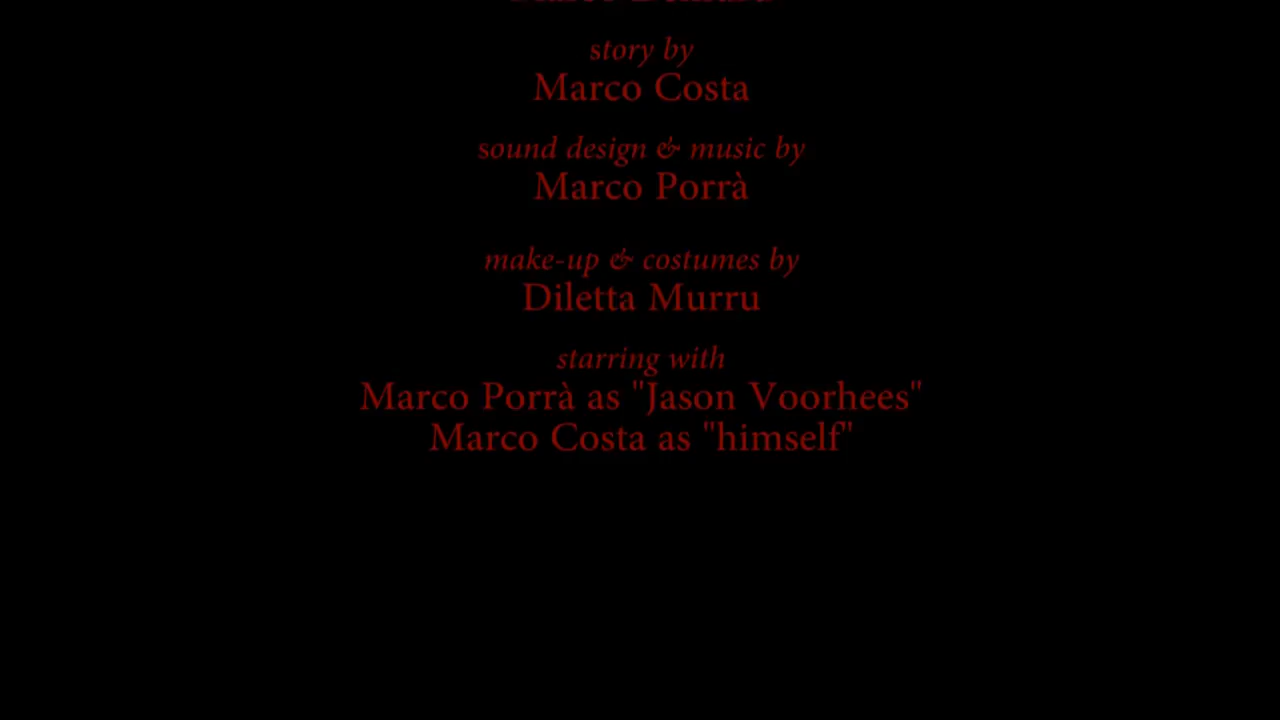 story by
Marco Costa
sound design & music by
Marco Porrà
make-up & costumes by
Diletta Murru
starring with
Marco Porrà as "Jason Voorhees"
Marco Costa as "himself"